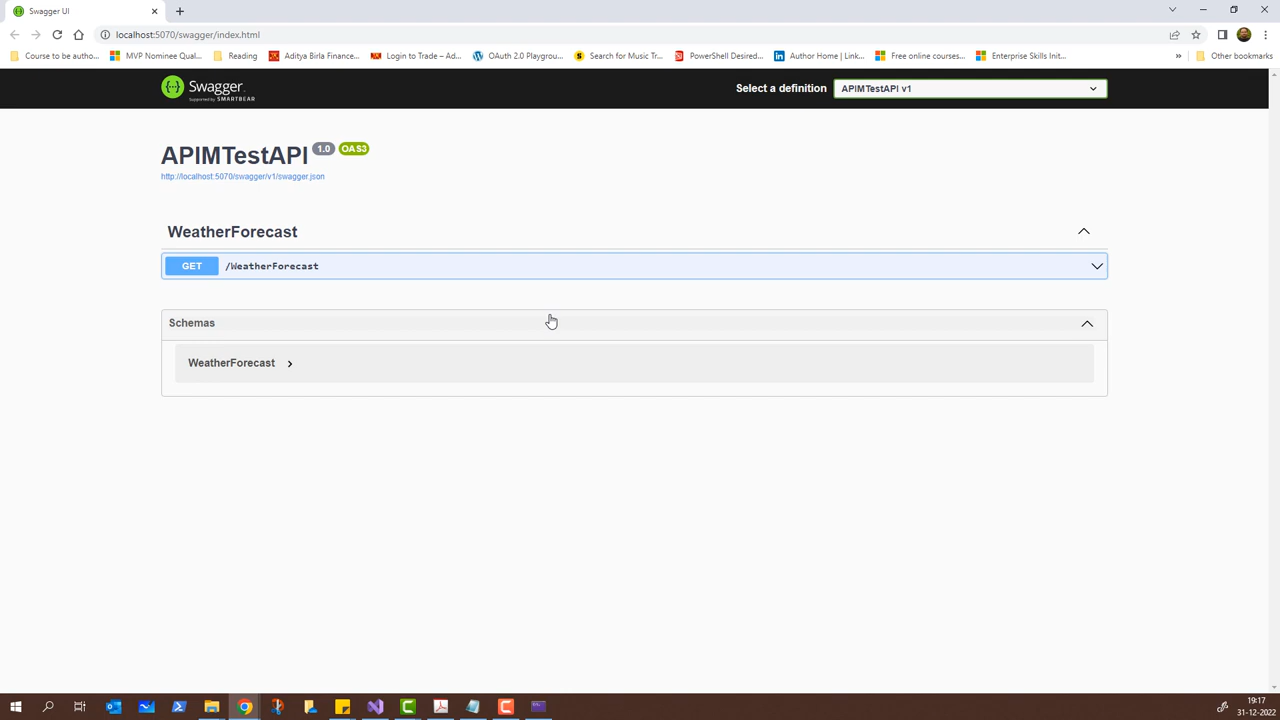 Swagger UI
localhost:5070/swagger/index.html
Course to be autho... MVP Nominee Qual... Reading Aditya Birla Finance... Login to Trade – Ad... OAuth 2.0 Playgrou... Search for Music Tr... PowerShell Desired... Author Home | Link... Free online courses... Enterprise Skills Init... » Other bookmarks
Swagger
Supported by SMARTBEAR
Select a definition
APIMTestAPI v1
APIMTestAPI 1.0 OAS3
http://localhost:5070/swagger/v1/swagger.json
WeatherForecast
GET /WeatherForecast
Schemas
WeatherForecast
19:17
31-12-2022